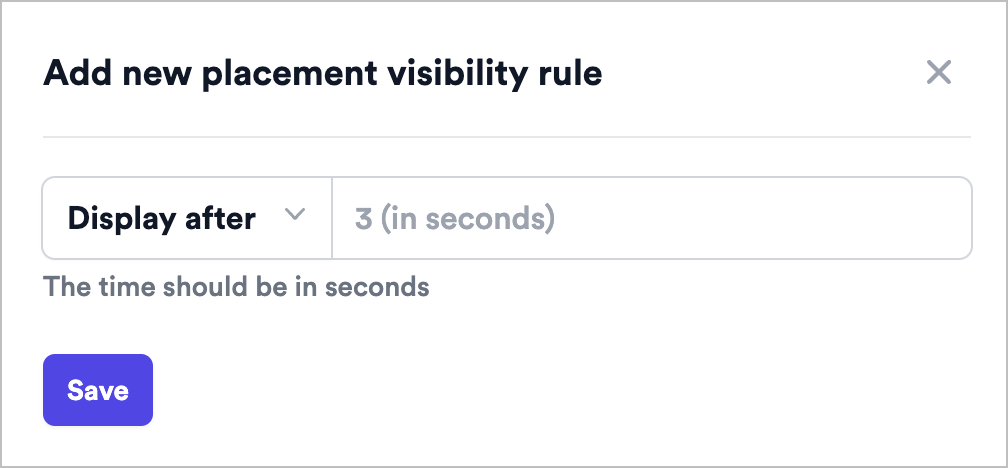 Add new placement visibility rule
Display after
3 (in seconds)
The time should be in seconds
Save